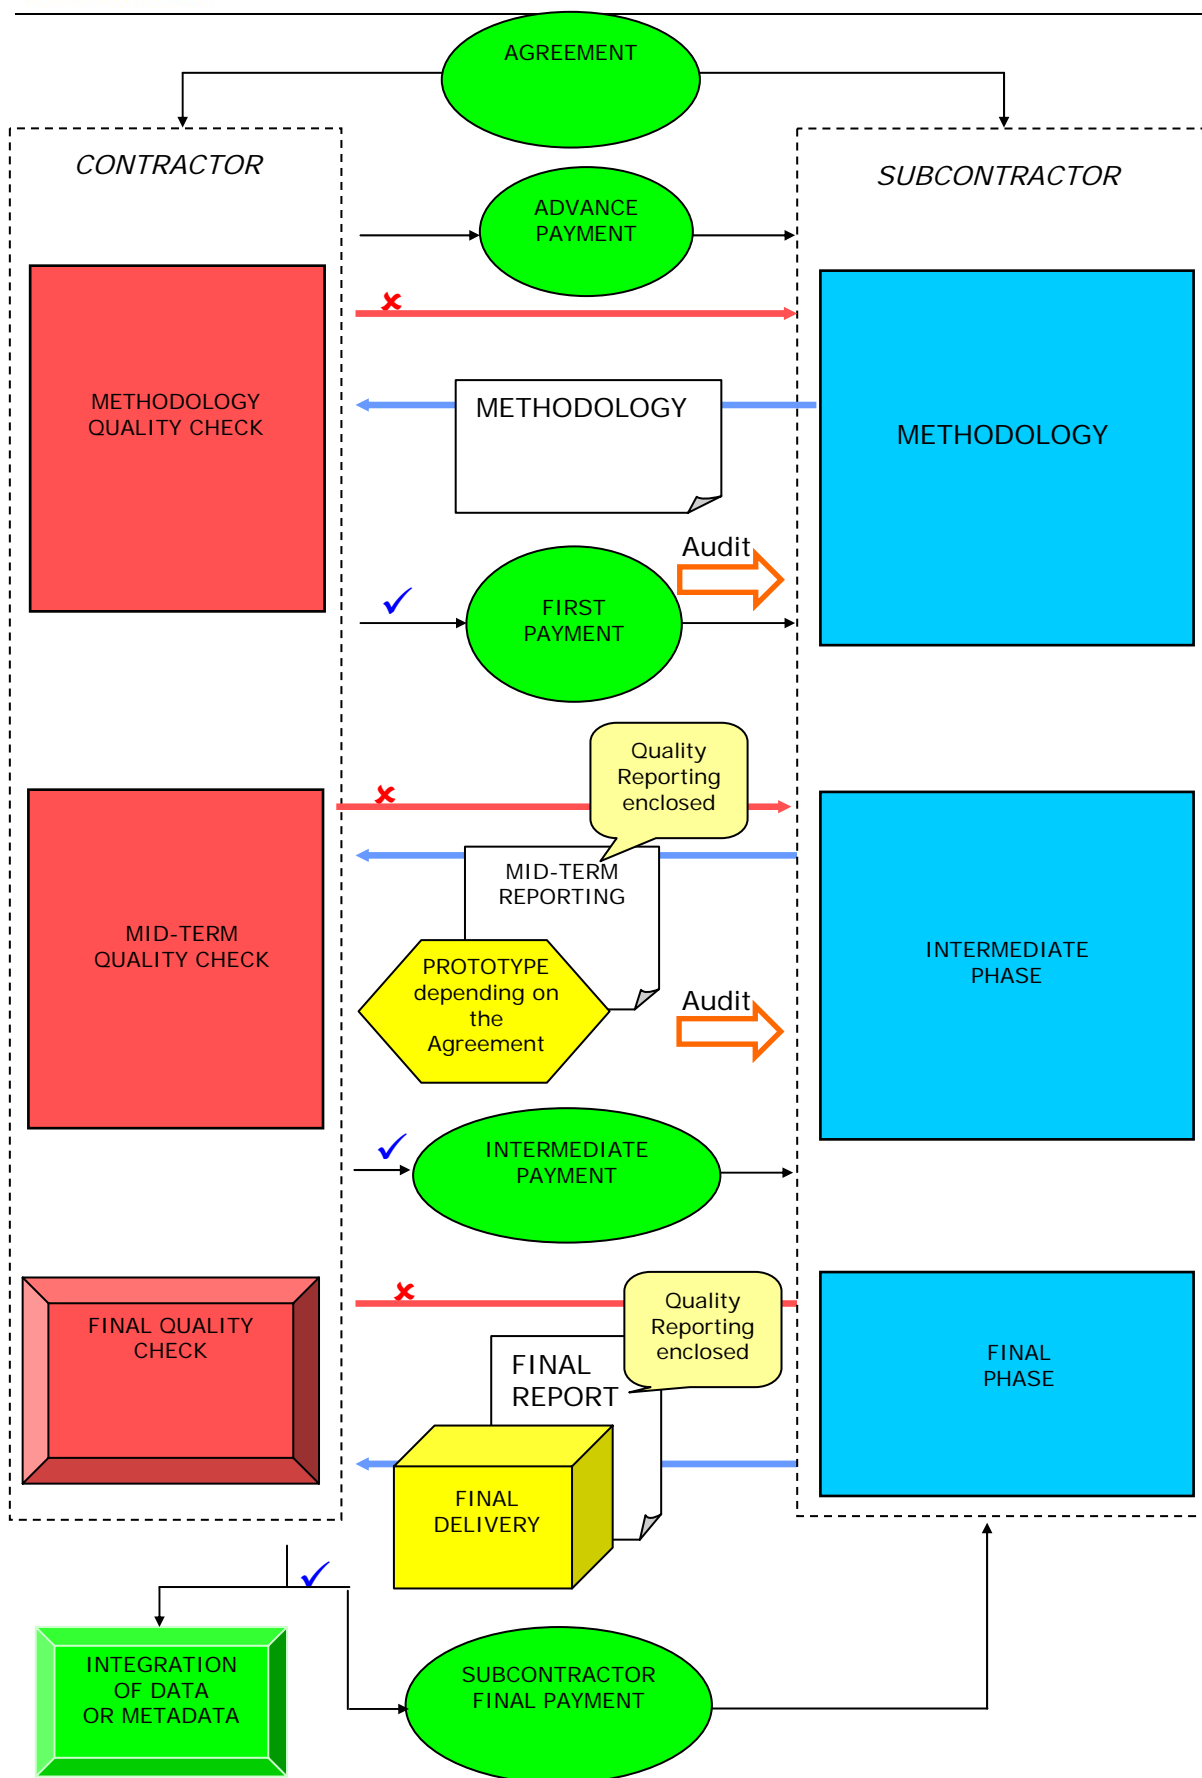 AGREEMENT
CONTRACTOR
SUBCONTRACTOR
ADVANCE
PAYMENT
METHODOLOGY
QUALITY CHECK
METHODOLOGY
METHODOLOGY
Audit
FIRST
PAYMENT
Quality
Reporting
enclosed
MID-TERM
REPORTING
MID-TERM
QUALITY CHECK
PROTOTYPE
depending on
the
Agreement
Audit
INTERMEDIATE
PHASE
INTERMEDIATE
PAYMENT
FINAL QUALITY
CHECK
Quality
Reporting
enclosed
FINAL
REPORT
FINAL
PHASE
FINAL
DELIVERY
INTEGRATION
OF DATA
OR METADATA
SUBCONTRACTOR
FINAL PAYMENT